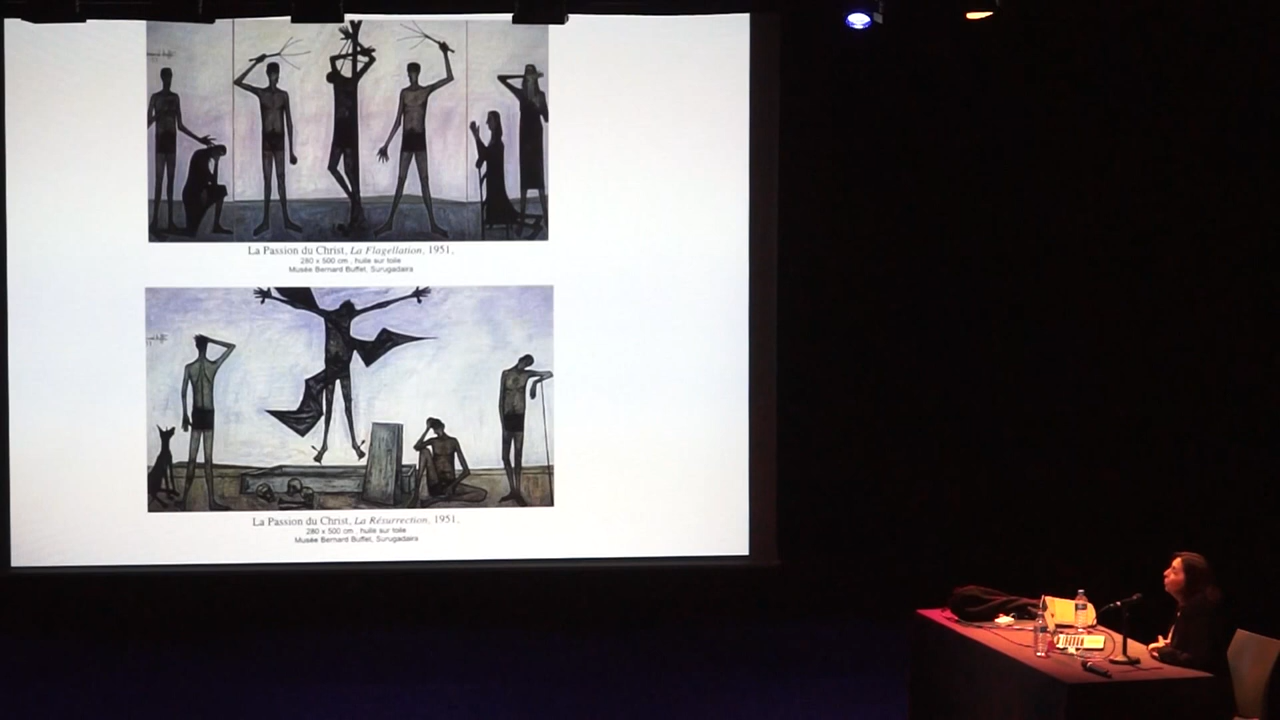 La Passion du Christ, La Flagellation, 1951,
280 x 500 cm , huile sur toile
Musée Bernard Buffet, Surugadaira
La Passion du Christ, La Résurrection, 1951,
280 x 500 cm , huile sur toile
Musée Bernard Buffet, Surugadaira